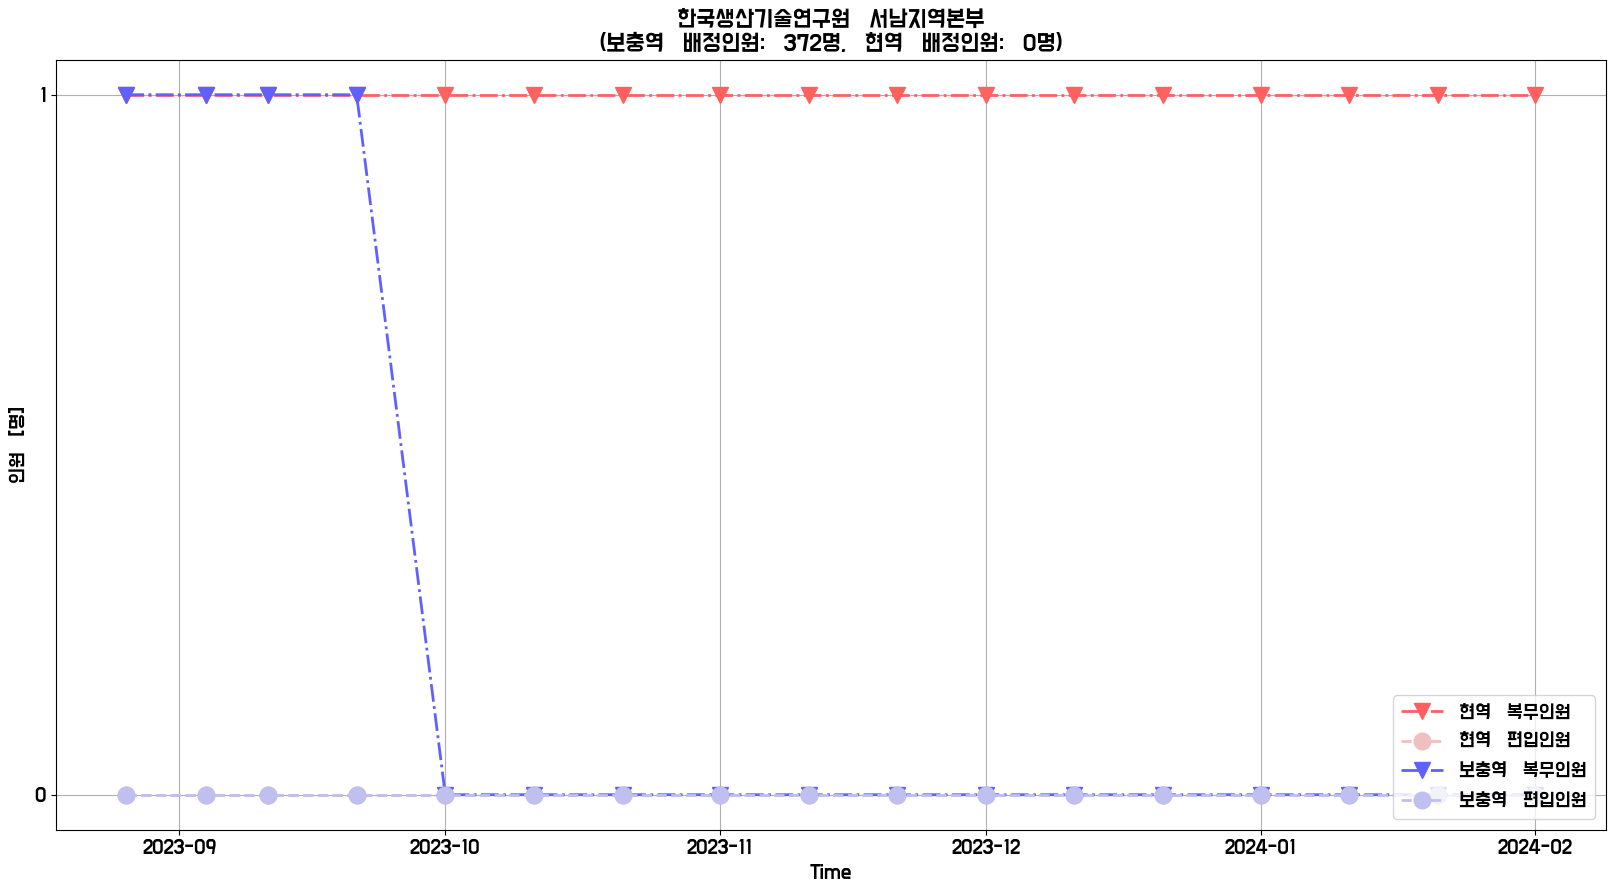 한국생산기술연구원 서남지역본부
(보충역 배정인원: 372명, 현역 배정인원: 0명)
1
인원 [명]
0
현역 복무인원
현역 편입인원
보충역 복무인원
보충역 편입인원
2023-09 2023-10 2023-11 2023-12 2024-01 2024-02
Time